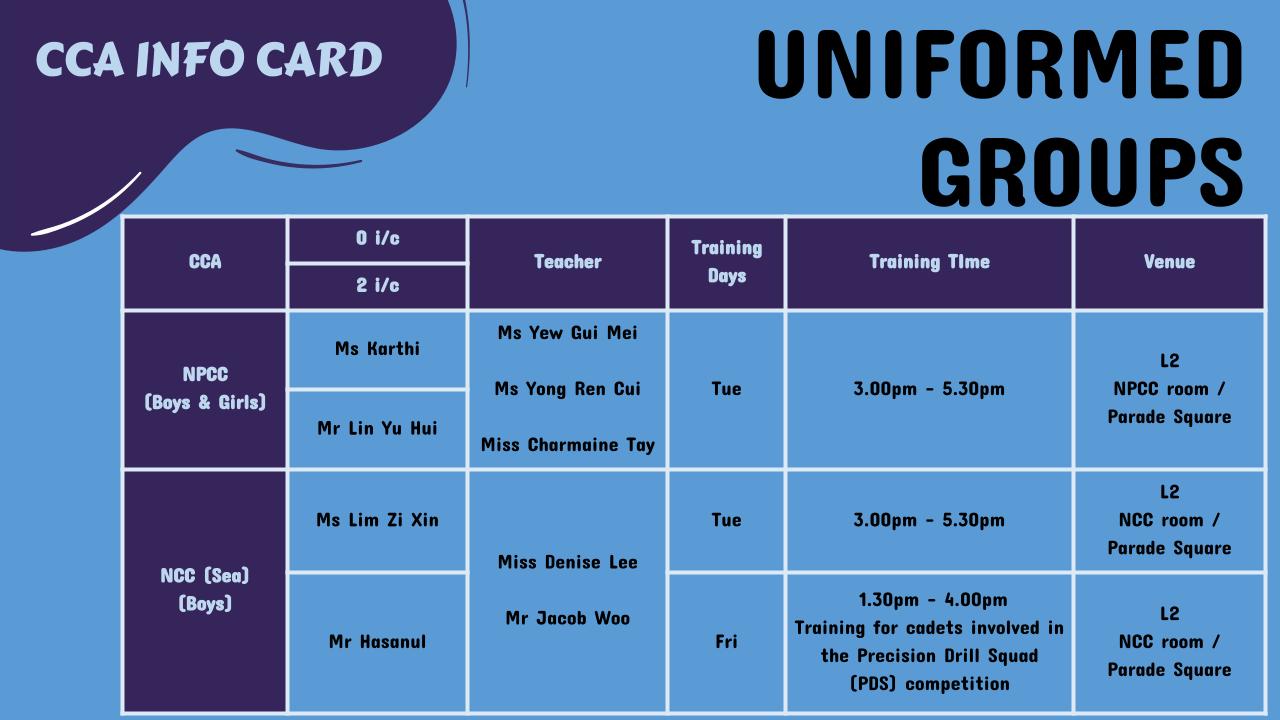 CCA INFO CARD
UNIFORMED
GROUPS
CCA
O i/c
2 i/c
Teacher
Training
Days
Training TIme
Venue
NPCC
(Boys & Girls)
Ms Karthi
Mr Lin Yu Hui
Ms Yew Gui Mei
Ms Yong Ren Cui
Miss Charmaine Tay
Tue
3.00pm - 5.30pm
L2
NPCC room /
Parade Square
NCC (Sea)
(Boys)
Ms Lim Zi Xin
Mr Hasanul
Miss Denise Lee
Mr Jacob Woo
Tue
3.00pm - 5.30pm
L2
NCC room /
Parade Square
Fri
1.30pm - 4.00pm
Training for cadets involved in
the Precision Drill Squad
(PDS) competition
L2
NCC room /
Parade Square